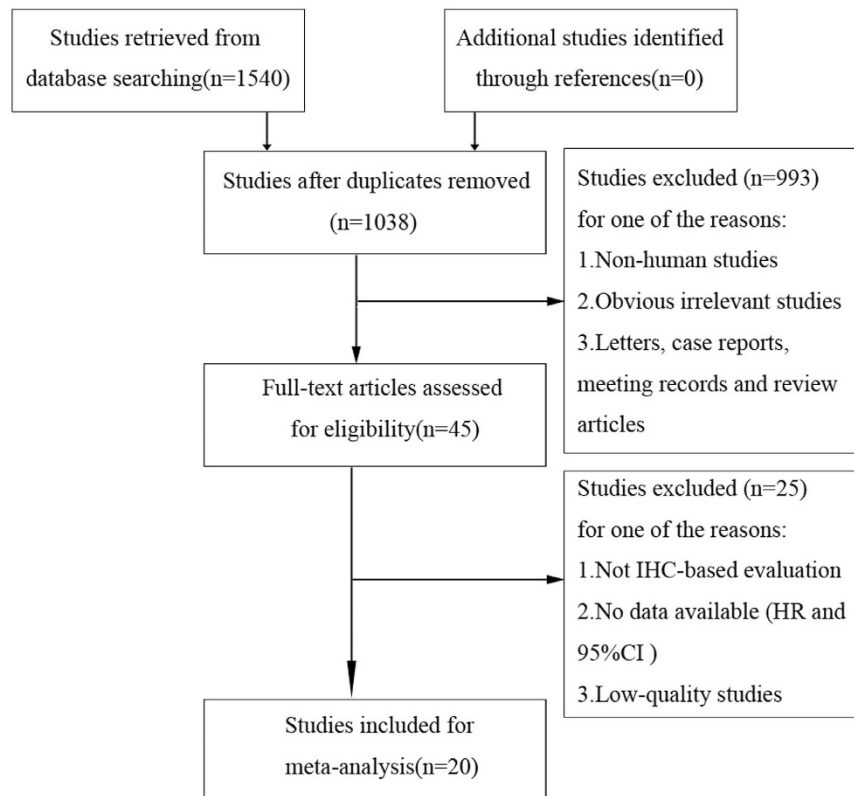 Studies retrieved from
database searching(n=1540)
Additional studies identified
through references(n=0)
Studies after duplicates removed
(n=1038)
Studies excluded (n=993)
for one of the reasons:
1.Non-human studies
2.Obvious irrelevant studies
3.Letters, case reports,
meeting records and review
articles
Full-text articles assessed
for eligibility(n=45)
Studies excluded (n=25)
for one of the reasons:
1.Not IHC-based evaluation
2.No data available (HR and
95%CI )
3.Low-quality studies
Studies included for
meta-analysis(n=20)